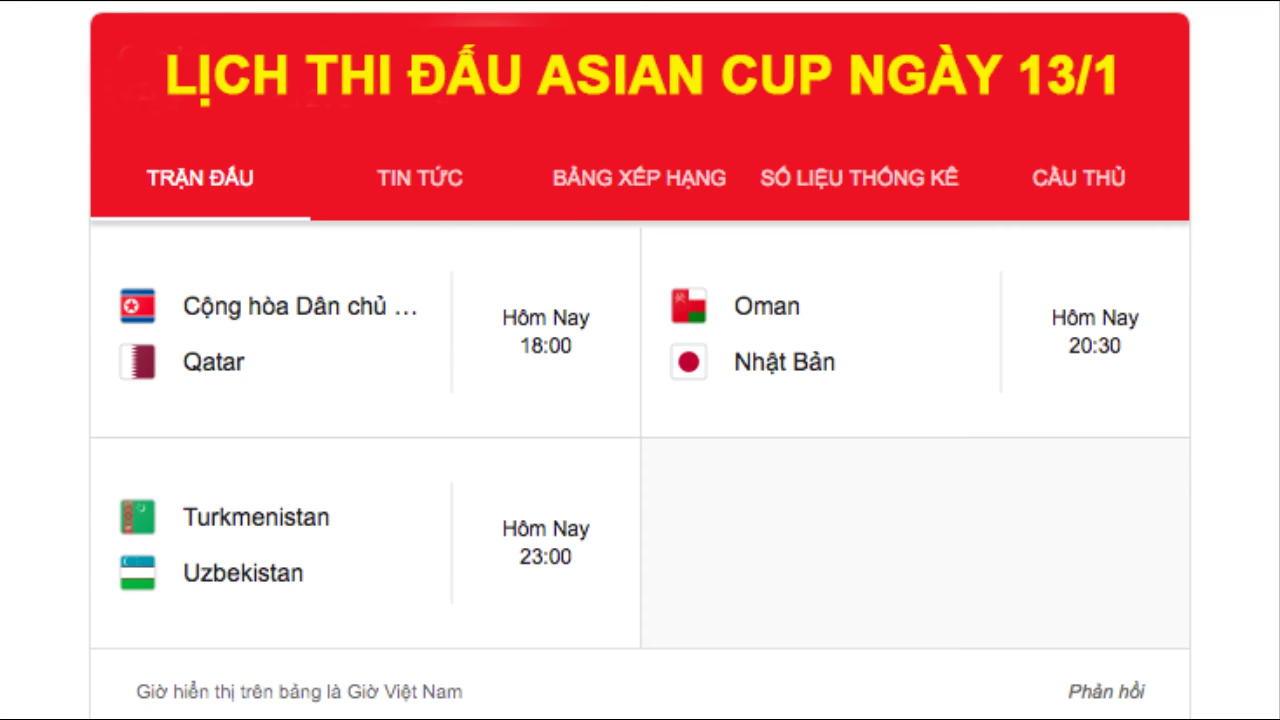 LỊCH THI ĐẤU ASIAN CUP NGÀY 13/1
TRẬN ĐẤU TIN TỨC BẢNG XẾP HẠNG SỐ LIỆU THỐNG KÊ CẦU THỦ
Cộng hòa Dân chủ ...
Qatar
Hôm Nay
18:00
Oman
Nhật Bản
Hôm Nay
20:30
Turkmenistan
Uzbekistan
Hôm Nay
23:00
Giờ hiển thị trên bảng là Giờ Việt Nam
Phản hồi